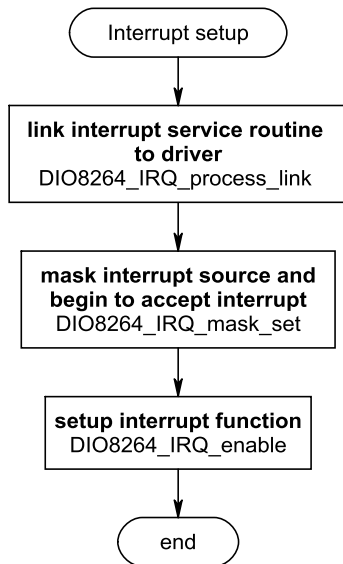 Interrupt setup
link interrupt service routine
to driver
DIO8264_IRQ_process_link
mask interrupt source and
begin to accept interrupt
DIO8264_IRQ_mask_set
setup interrupt function
DIO8264_IRQ_enable
end